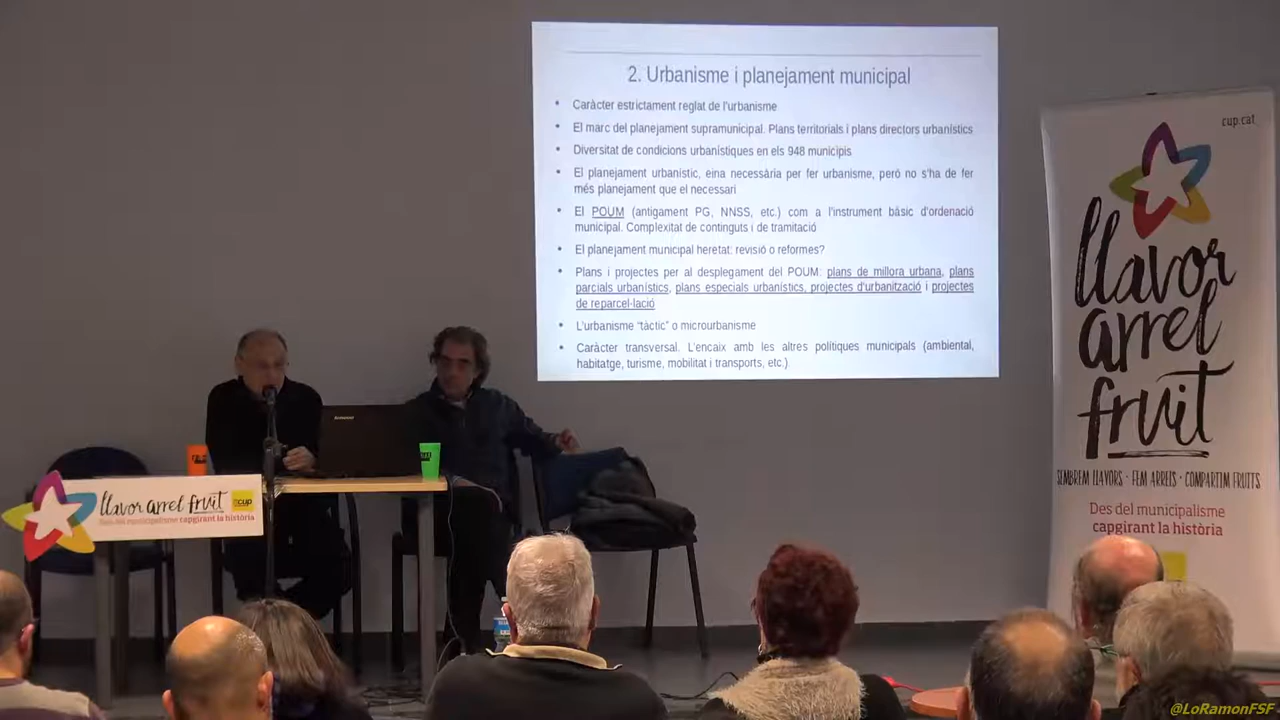 2. Urbanisme i planejament municipal
• Caràcter estrictament reglat de l'urbanisme
• El marc del planejament supramunicipal. Plans territorials i plans directors urbanístics
• Diversitat de condicions urbanístiques en els 948 municipis
• El planejament urbanístic, eina necessària per fer urbanisme, però no s'ha de fer
més planejament que el necessari
• El POUM (antigament PG, NNSS, etc.) com a l'instrument bàsic d'ordenació
municipal. Complexitat de continguts i de tramitació
• El planejament municipal heretat: revisió o reformes?
• Plans i projectes per al desplegament del POUM: plans de millora urbana, plans
parcials urbanístics, plans especials urbanístics, projectes d'urbanització i projectes
de reparcel·lació
• L'urbanisme "tàctic" o microurbanisme
• Caràcter transversal. L'encaix amb les altres polítiques municipals (ambiental,
habitatge, turisme, mobilitat i transports, etc.)
cup.cat
llavor
arrel
fruit
SEMBREM LLAVORS · FEM ARRELS · COMPARTIM FRUITS
Des del municipalisme
capgirant la història
llavor arrel fruit
cup
Des del municipalisme capgirant la història
@LoRamonFSF